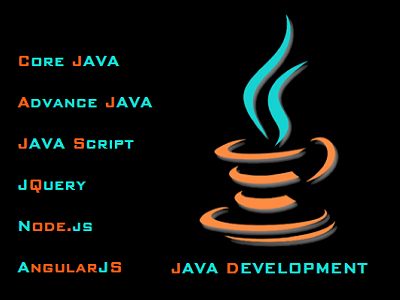 Core JAVA
Advance JAVA
JAVA Script
JQuery
Node.js
AngularJS
JAVA DEVELOPMENT